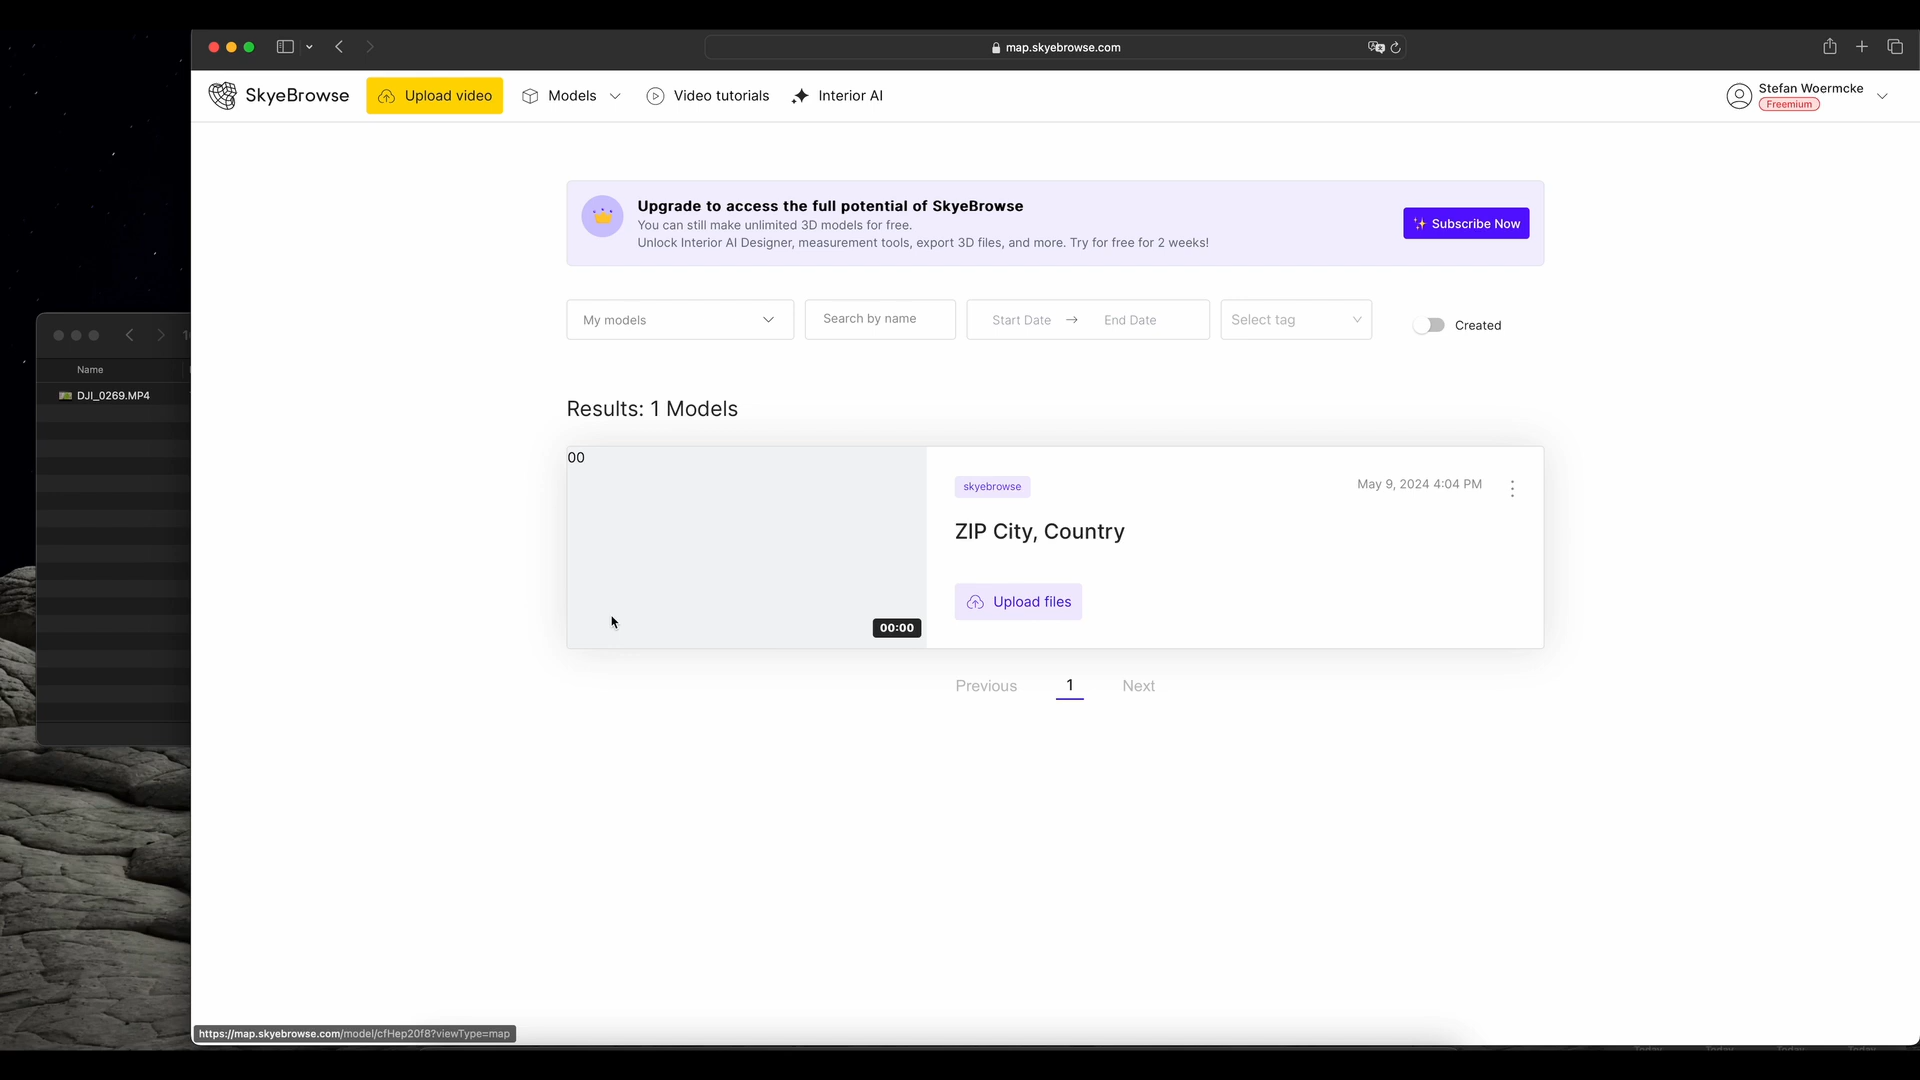 map.skyebrowse.com
SkyeBrowse
Upload video
Models
Video tutorials
Interior AI
Stefan Woermcke
Freemium
Upgrade to access the full potential of SkyeBrowse
You can still make unlimited 3D models for free.
Unlock Interior AI Designer, measurement tools, export 3D files, and more. Try for free for 2 weeks!
Subscribe Now
My models
Search by name
Start Date → End Date
Select tag
Created
Name
DJI_0269.MP4
Results: 1 Models
00
skyebrowse
May 9, 2024 4:04 PM
ZIP City, Country
Upload files
00:00
Previous 1 Next
https://map.skyebrowse.com/model/cfHep20f8?viewType=map